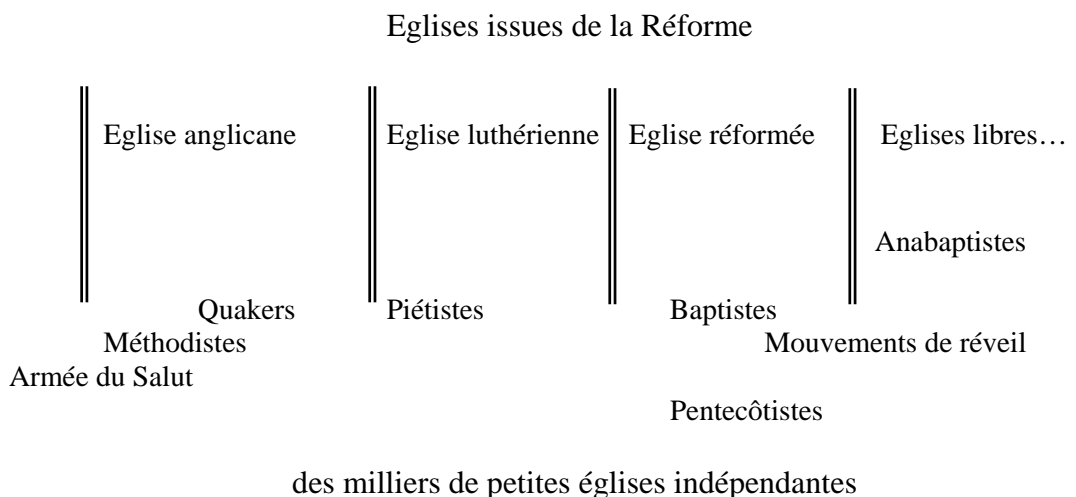 Eglises issues de la Réforme
Eglise anglicane Eglise luthérienne Eglise réformée Eglises libres…
Anabaptistes
Quakers Piétistes Baptistes
Méthodistes Mouvements de réveil
Armée du Salut
Pentecôtistes
des milliers de petites églises indépendantes